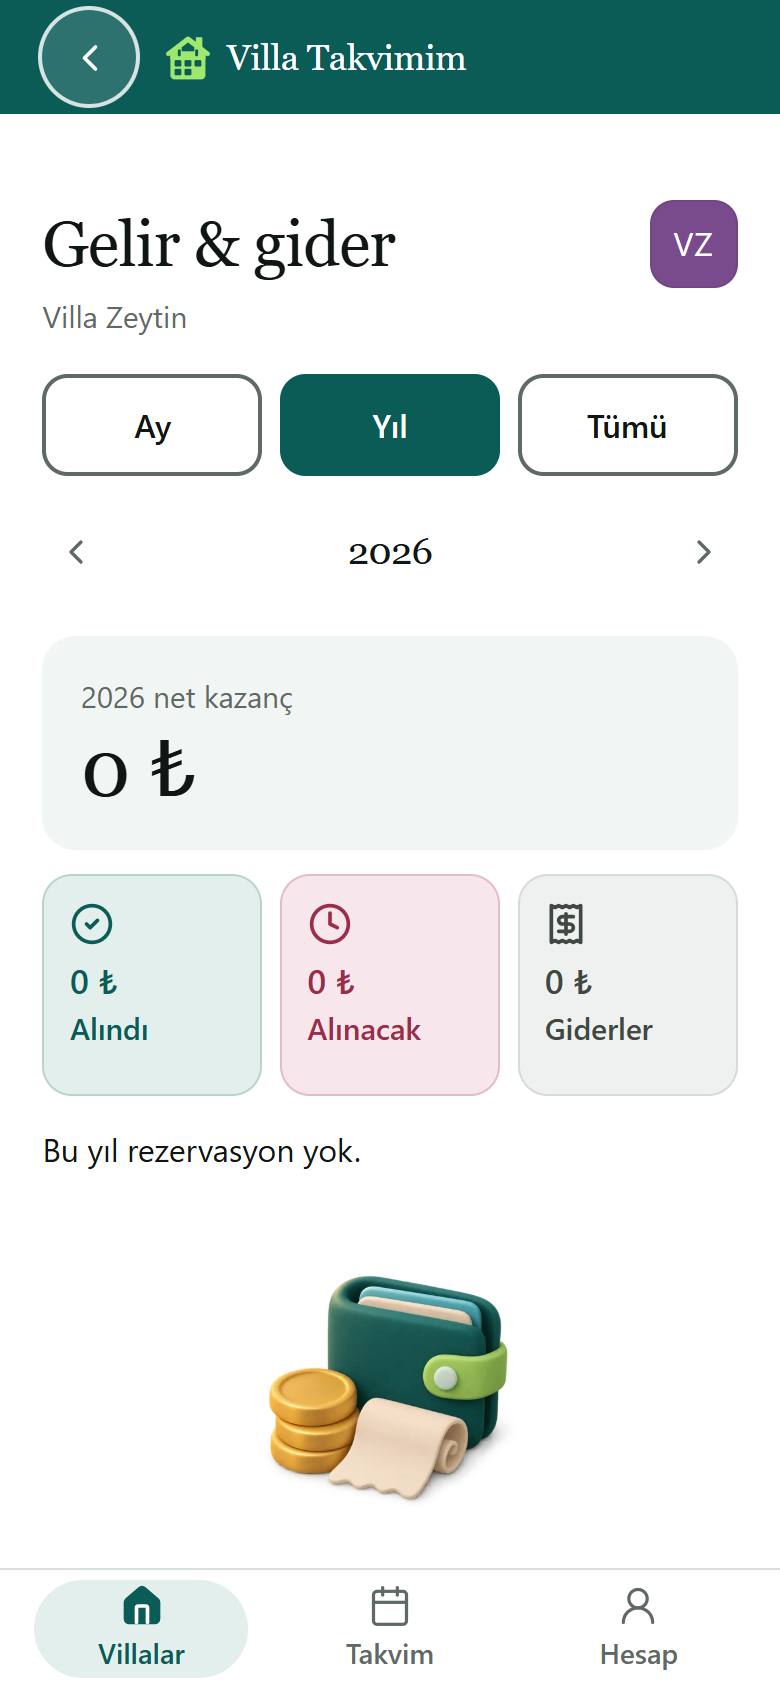 Villa Takvimim
Gelir & gider
VZ
Villa Zeytin
Ay
Yıl
Tümü
2026
2026 net kazanç
0 ₺
0 ₺
Alındı
0 ₺
Alınacak
0 ₺
Giderler
Bu yıl rezervasyon yok.
Villalar
Takvim
Hesap